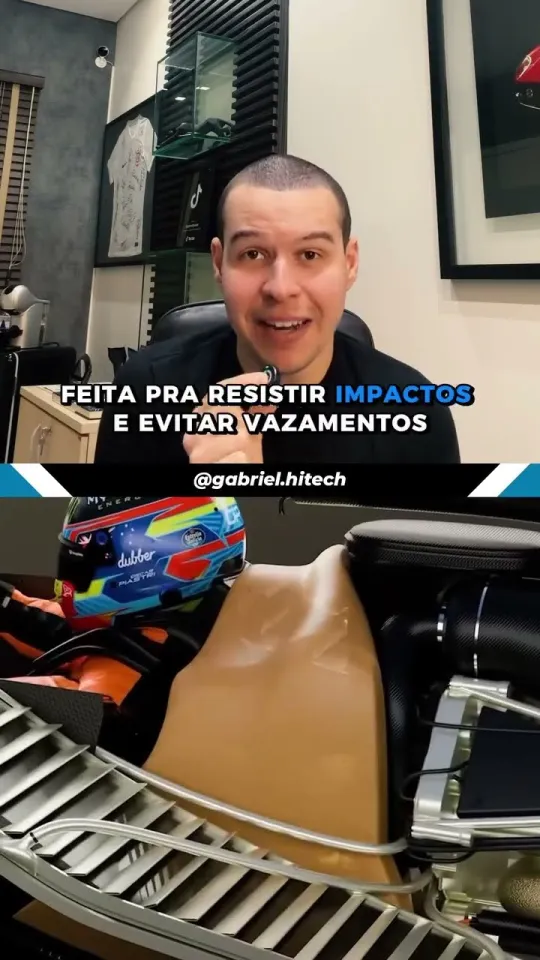 FEITA PRA RESISTIR IMPACTOS
E EVITAR VAZAMENTOS
@gabriel.hitech
dubber
PIASTRI